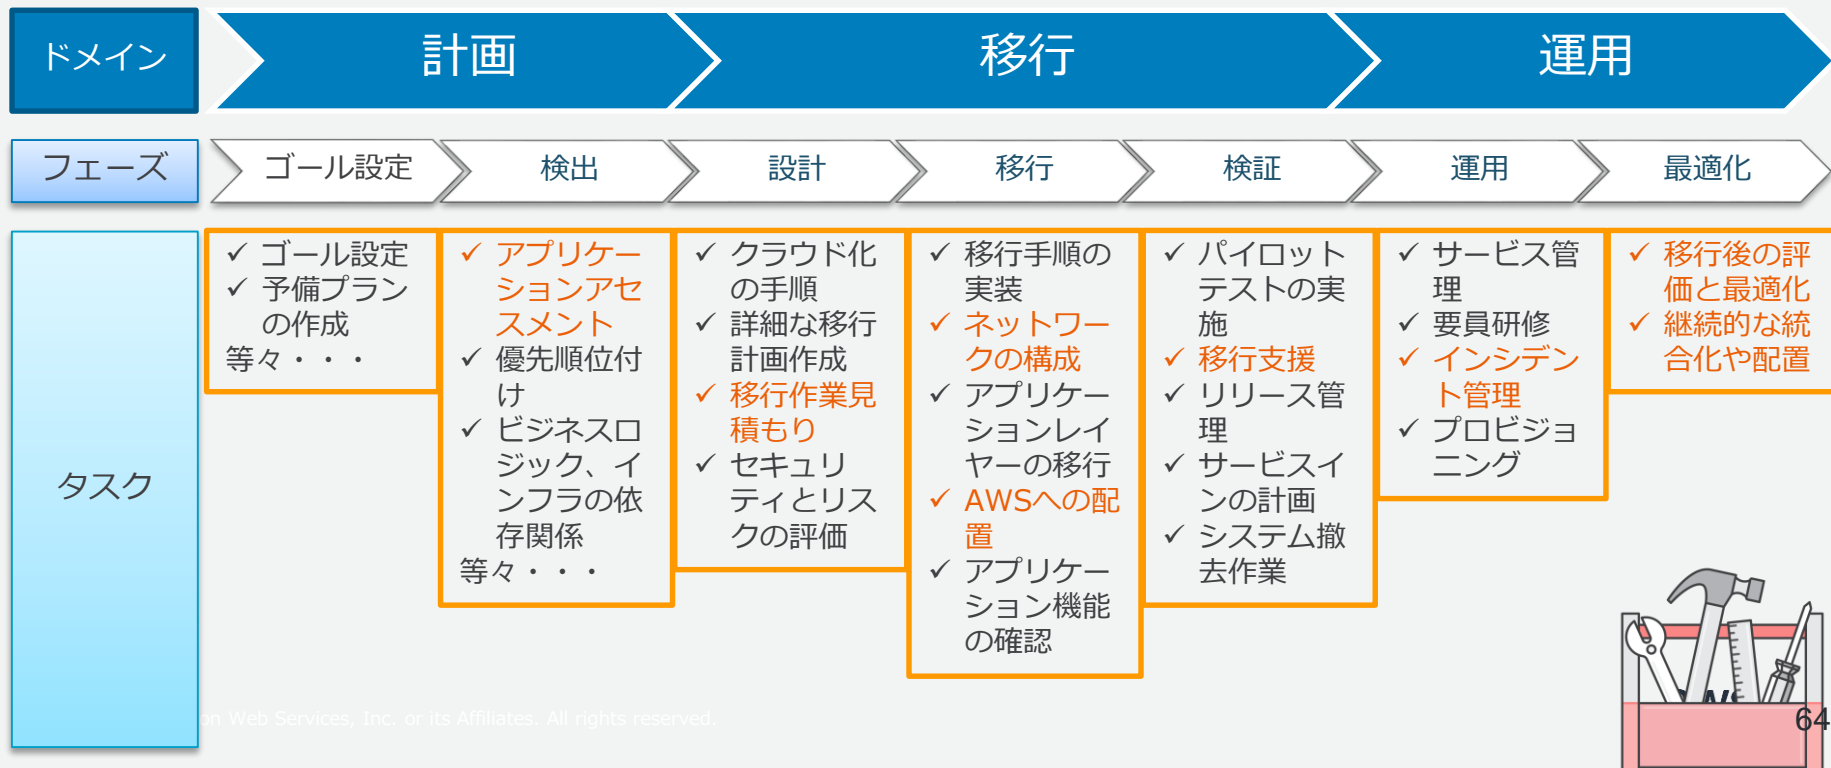 ドメイン
計画
移行
運用
フェーズ
ゴール設定
検出
設計
移行
検証
運用
最適化
タスク
✓ ゴール設定
✓ 予備プラン
の作成
等々・・・
✓ アプリケー
ションアセ
スメント
✓ 優先順位付
け
✓ ビジネスロ
ジック、イ
ンフラの依
存関係
等々・・・
✓ クラウド化
の手順
✓ 詳細な移行
計画作成
✓ 移行作業見
積もり
✓ セキュリ
ティとリス
クの評価
✓ 移行手順の
実装
✓ ネットワー
クの構成
✓ アプリケー
ションレイ
ヤーの移行
✓ AWSへの配
置
✓ アプリケー
ション機能
の確認
✓ パイロット
テストの実
施
✓ 移行支援
✓ リリース管
理
✓ サービスイ
ンの計画
✓ システム撤
去作業
✓ サービス管
理
✓ 要員研修
✓ インシデン
ト管理
✓ プロビジョ
ニング
✓ 移行後の評
価と最適化
✓ 継続的な統
合化や配置
on Web Services, Inc. or its Affiliates. All rights reserved.
64